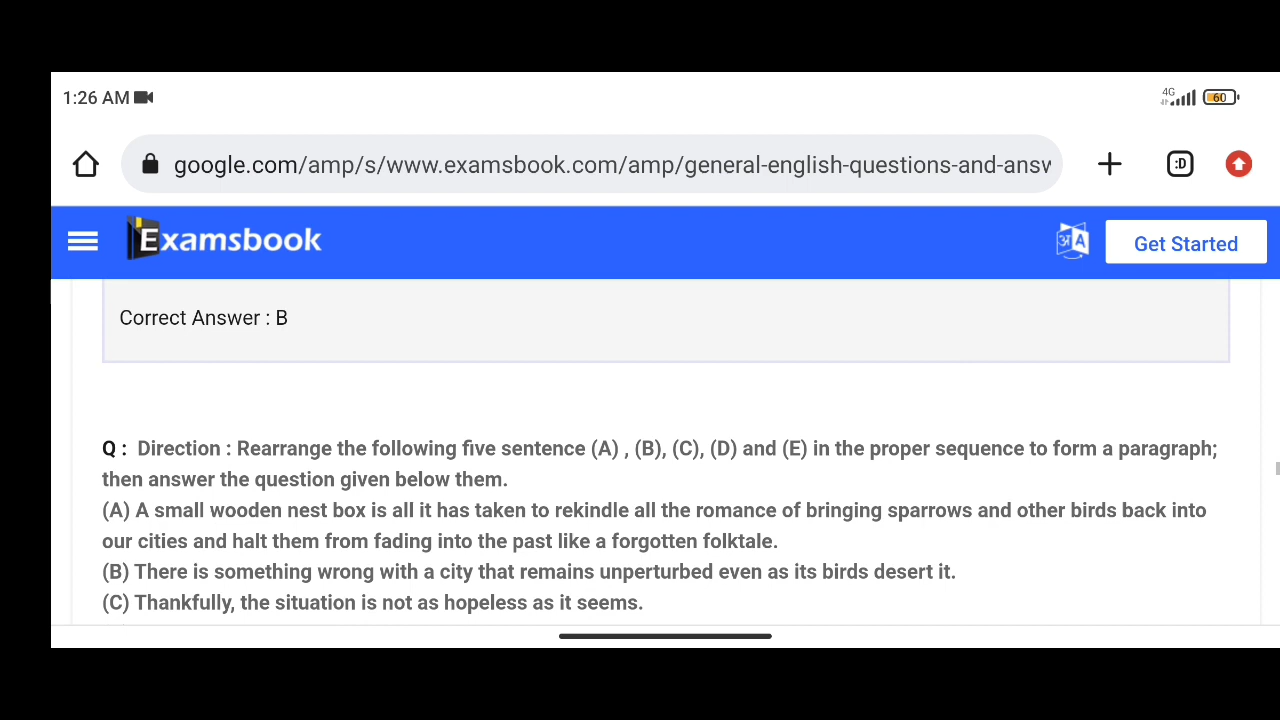 1:26 AM
4G
60
google.com/amp/s/www.examsbook.com/amp/general-english-questions-and-answ
:D
Examsbook
अ A
Get Started
Correct Answer : B
Q : Direction : Rearrange the following five sentence (A) , (B), (C), (D) and (E) in the proper sequence to form a paragraph;
then answer the question given below them.
(A) A small wooden nest box is all it has taken to rekindle all the romance of bringing sparrows and other birds back into
our cities and halt them from fading into the past like a forgotten folktale.
(B) There is something wrong with a city that remains unperturbed even as its birds desert it.
(C) Thankfully, the situation is not as hopeless as it seems.